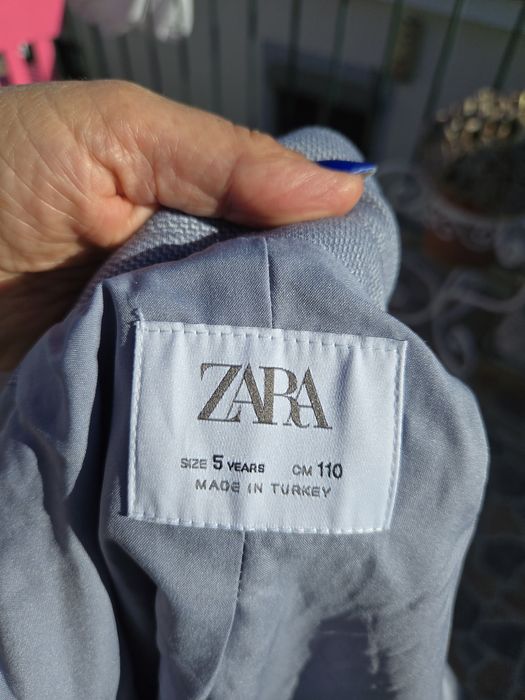 ZARA
SIZE 5 YEARS CM 110
MADE IN TURKEY